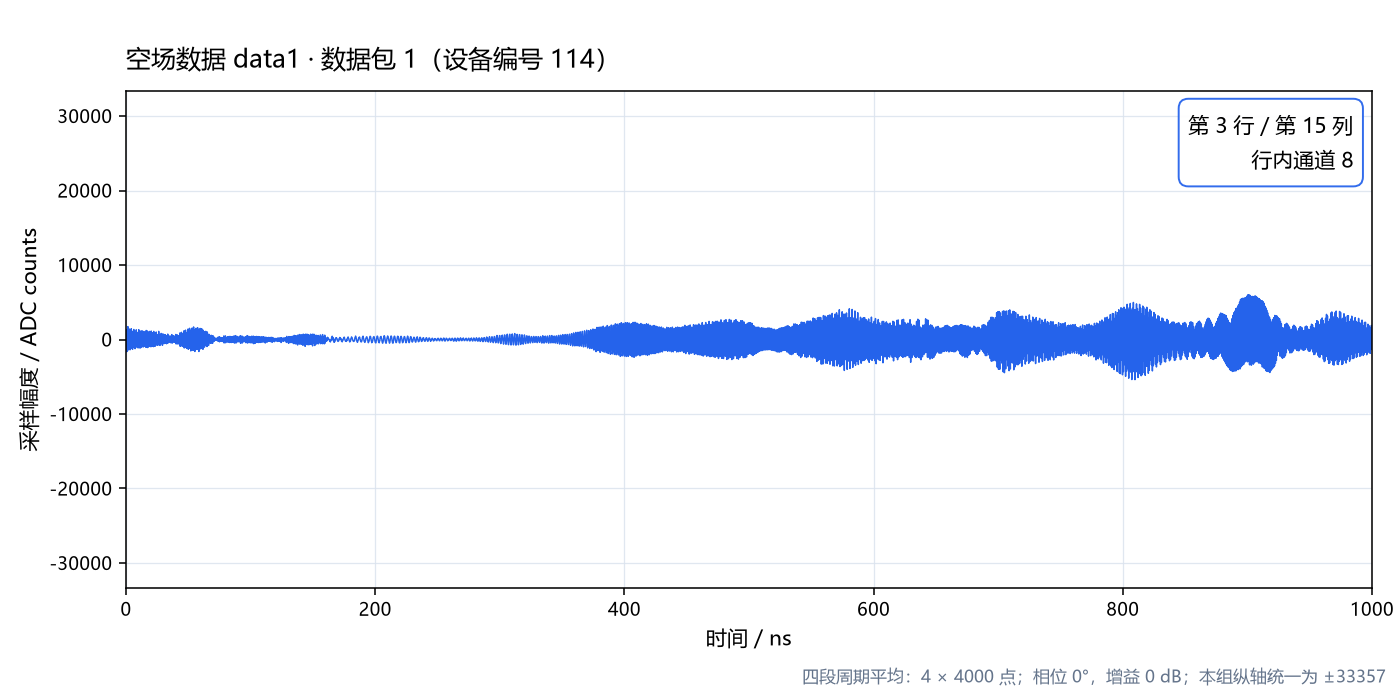 空场数据 data1 · 数据包 1（设备编号 114）
第 3 行 / 第 15 列
行内通道 8
30000
20000
10000
0
-10000
-20000
-30000
采样幅度 / ADC counts
0 200 400 600 800 1000
时间 / ns
四段周期平均：4 × 4000 点；相位 0°，增益 0 dB；本组纵轴统一为 ±33357